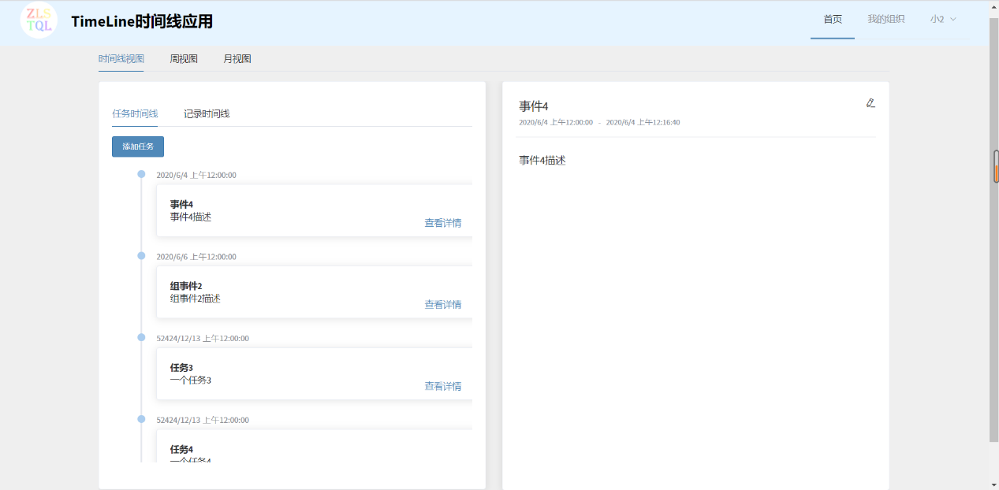 ZLS
TQL
TimeLine时间线应用
首页
我的组织
小2
时间线视图
周视图
月视图
任务时间线
记录时间线
添加任务
2020/6/4 上午12:00:00
事件4
事件4描述
查看详情
2020/6/6 上午12:00:00
组事件2
组事件2描述
查看详情
52424/12/13 上午12:00:00
任务3
一个任务3
查看详情
52424/12/13 上午12:00:00
任务4
一个任务4
事件4
2020/6/4 上午12:00:00 - 2020/6/4 上午12:16:40
事件4描述